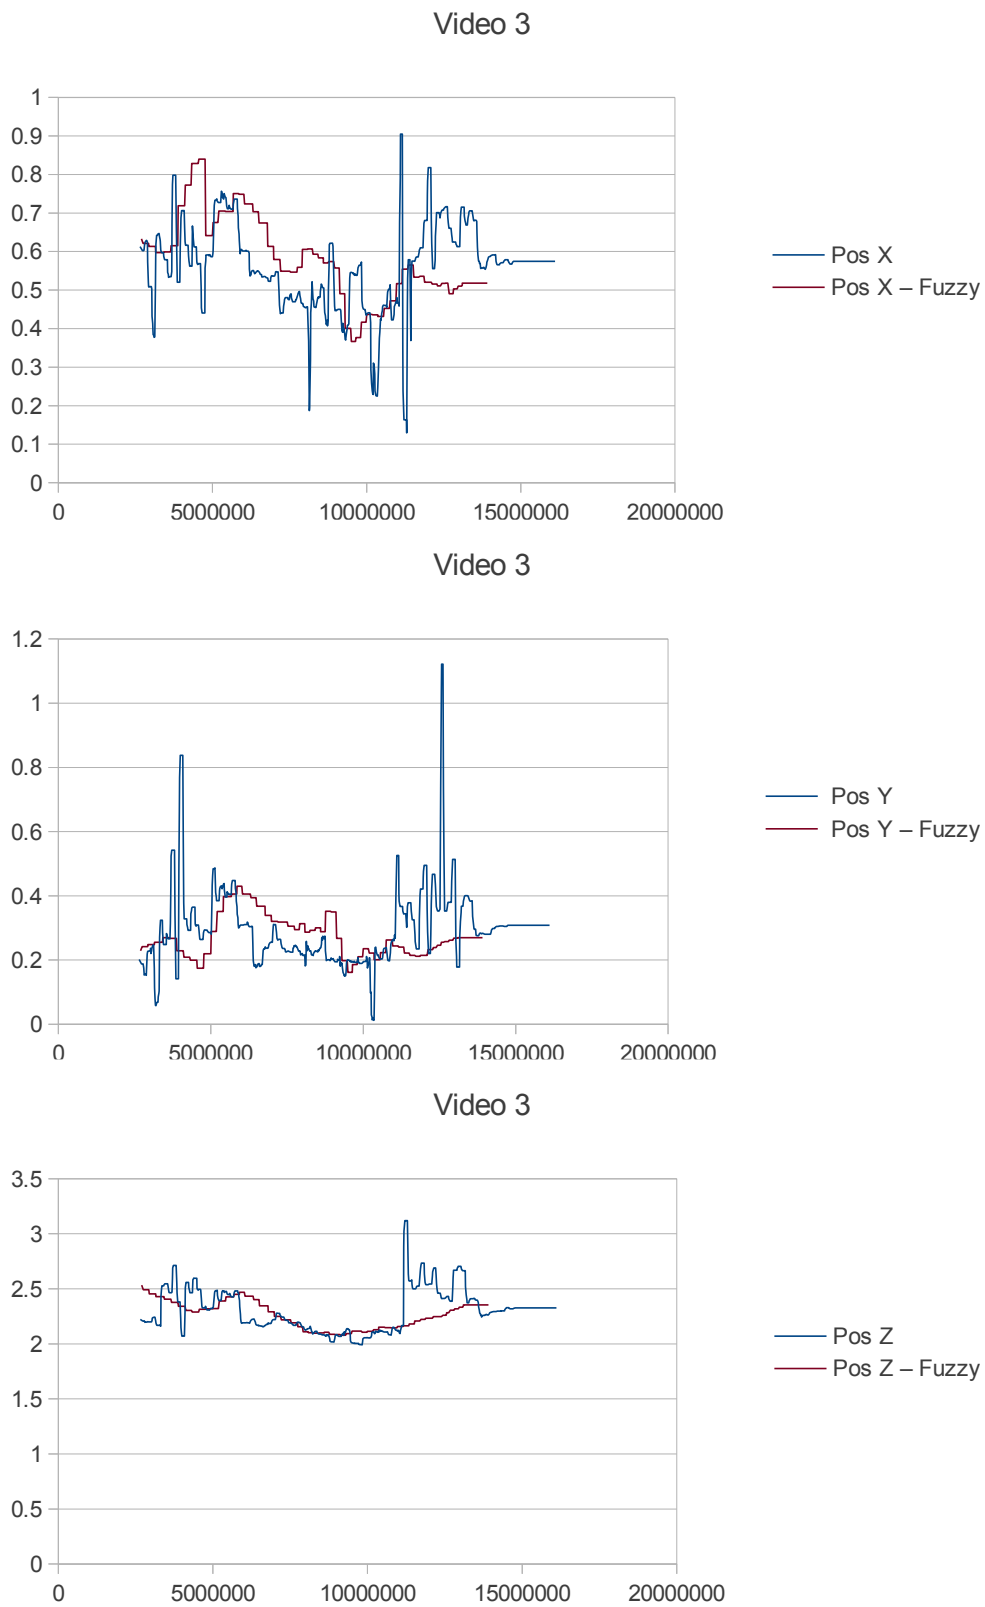 Video 3
1
0.9
0.8
0.7
0.6
0.5
0.4
0.3
0.2
0.1
0
0 5000000 10000000 15000000 20000000
Pos X
Pos X – Fuzzy
Video 3
1.2
1
0.8
0.6
0.4
0.2
0
0 5000000 10000000 15000000 20000000
Pos Y
Pos Y – Fuzzy
Video 3
3.5
3
2.5
2
1.5
1
0.5
0
0 5000000 10000000 15000000 20000000
Pos Z
Pos Z – Fuzzy